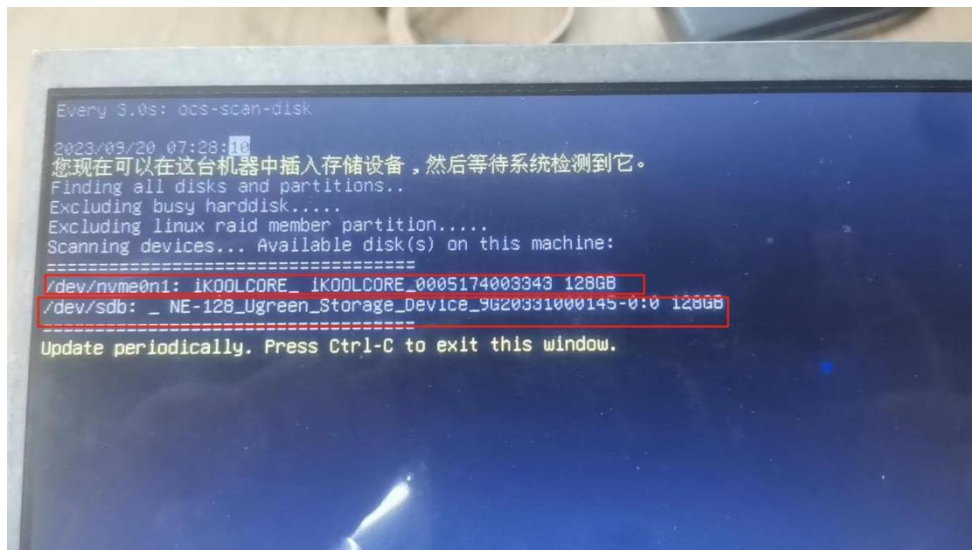 Every 3.0s: ocs-scan-disk
2023/09/20 07:28:10
您现在可以在这台机器中插入存储设备，然后等待系统检测到它。
Finding all disks and partitions..
Excluding busy harddisk.....
Excluding linux raid member partition.....
Scanning devices... Available disk(s) on this machine:
===================================
/dev/nvme0n1: iKOOLCORE_ iKOOLCORE_0005174003343 128GB
/dev/sdb: _ NE-128_Ugreen_Storage_Device_9G20331000145-0:0 128GB
===================================
Update periodically. Press Ctrl-C to exit this window.